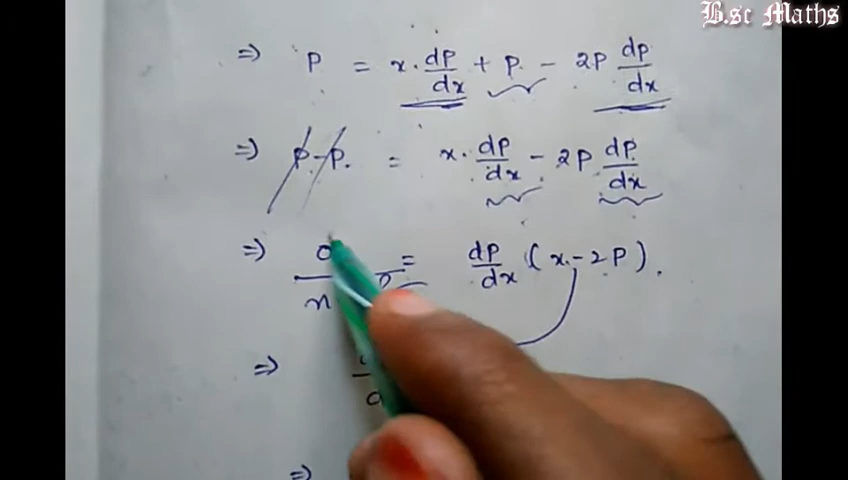 B.sc Maths
⇒ P = x. dP/dx + P. - 2P dP/dx
⇒ P-P. = x. dP/dx - 2P dP/dx
⇒ 0 = dP/dx (x-2P).
⇒
⇒